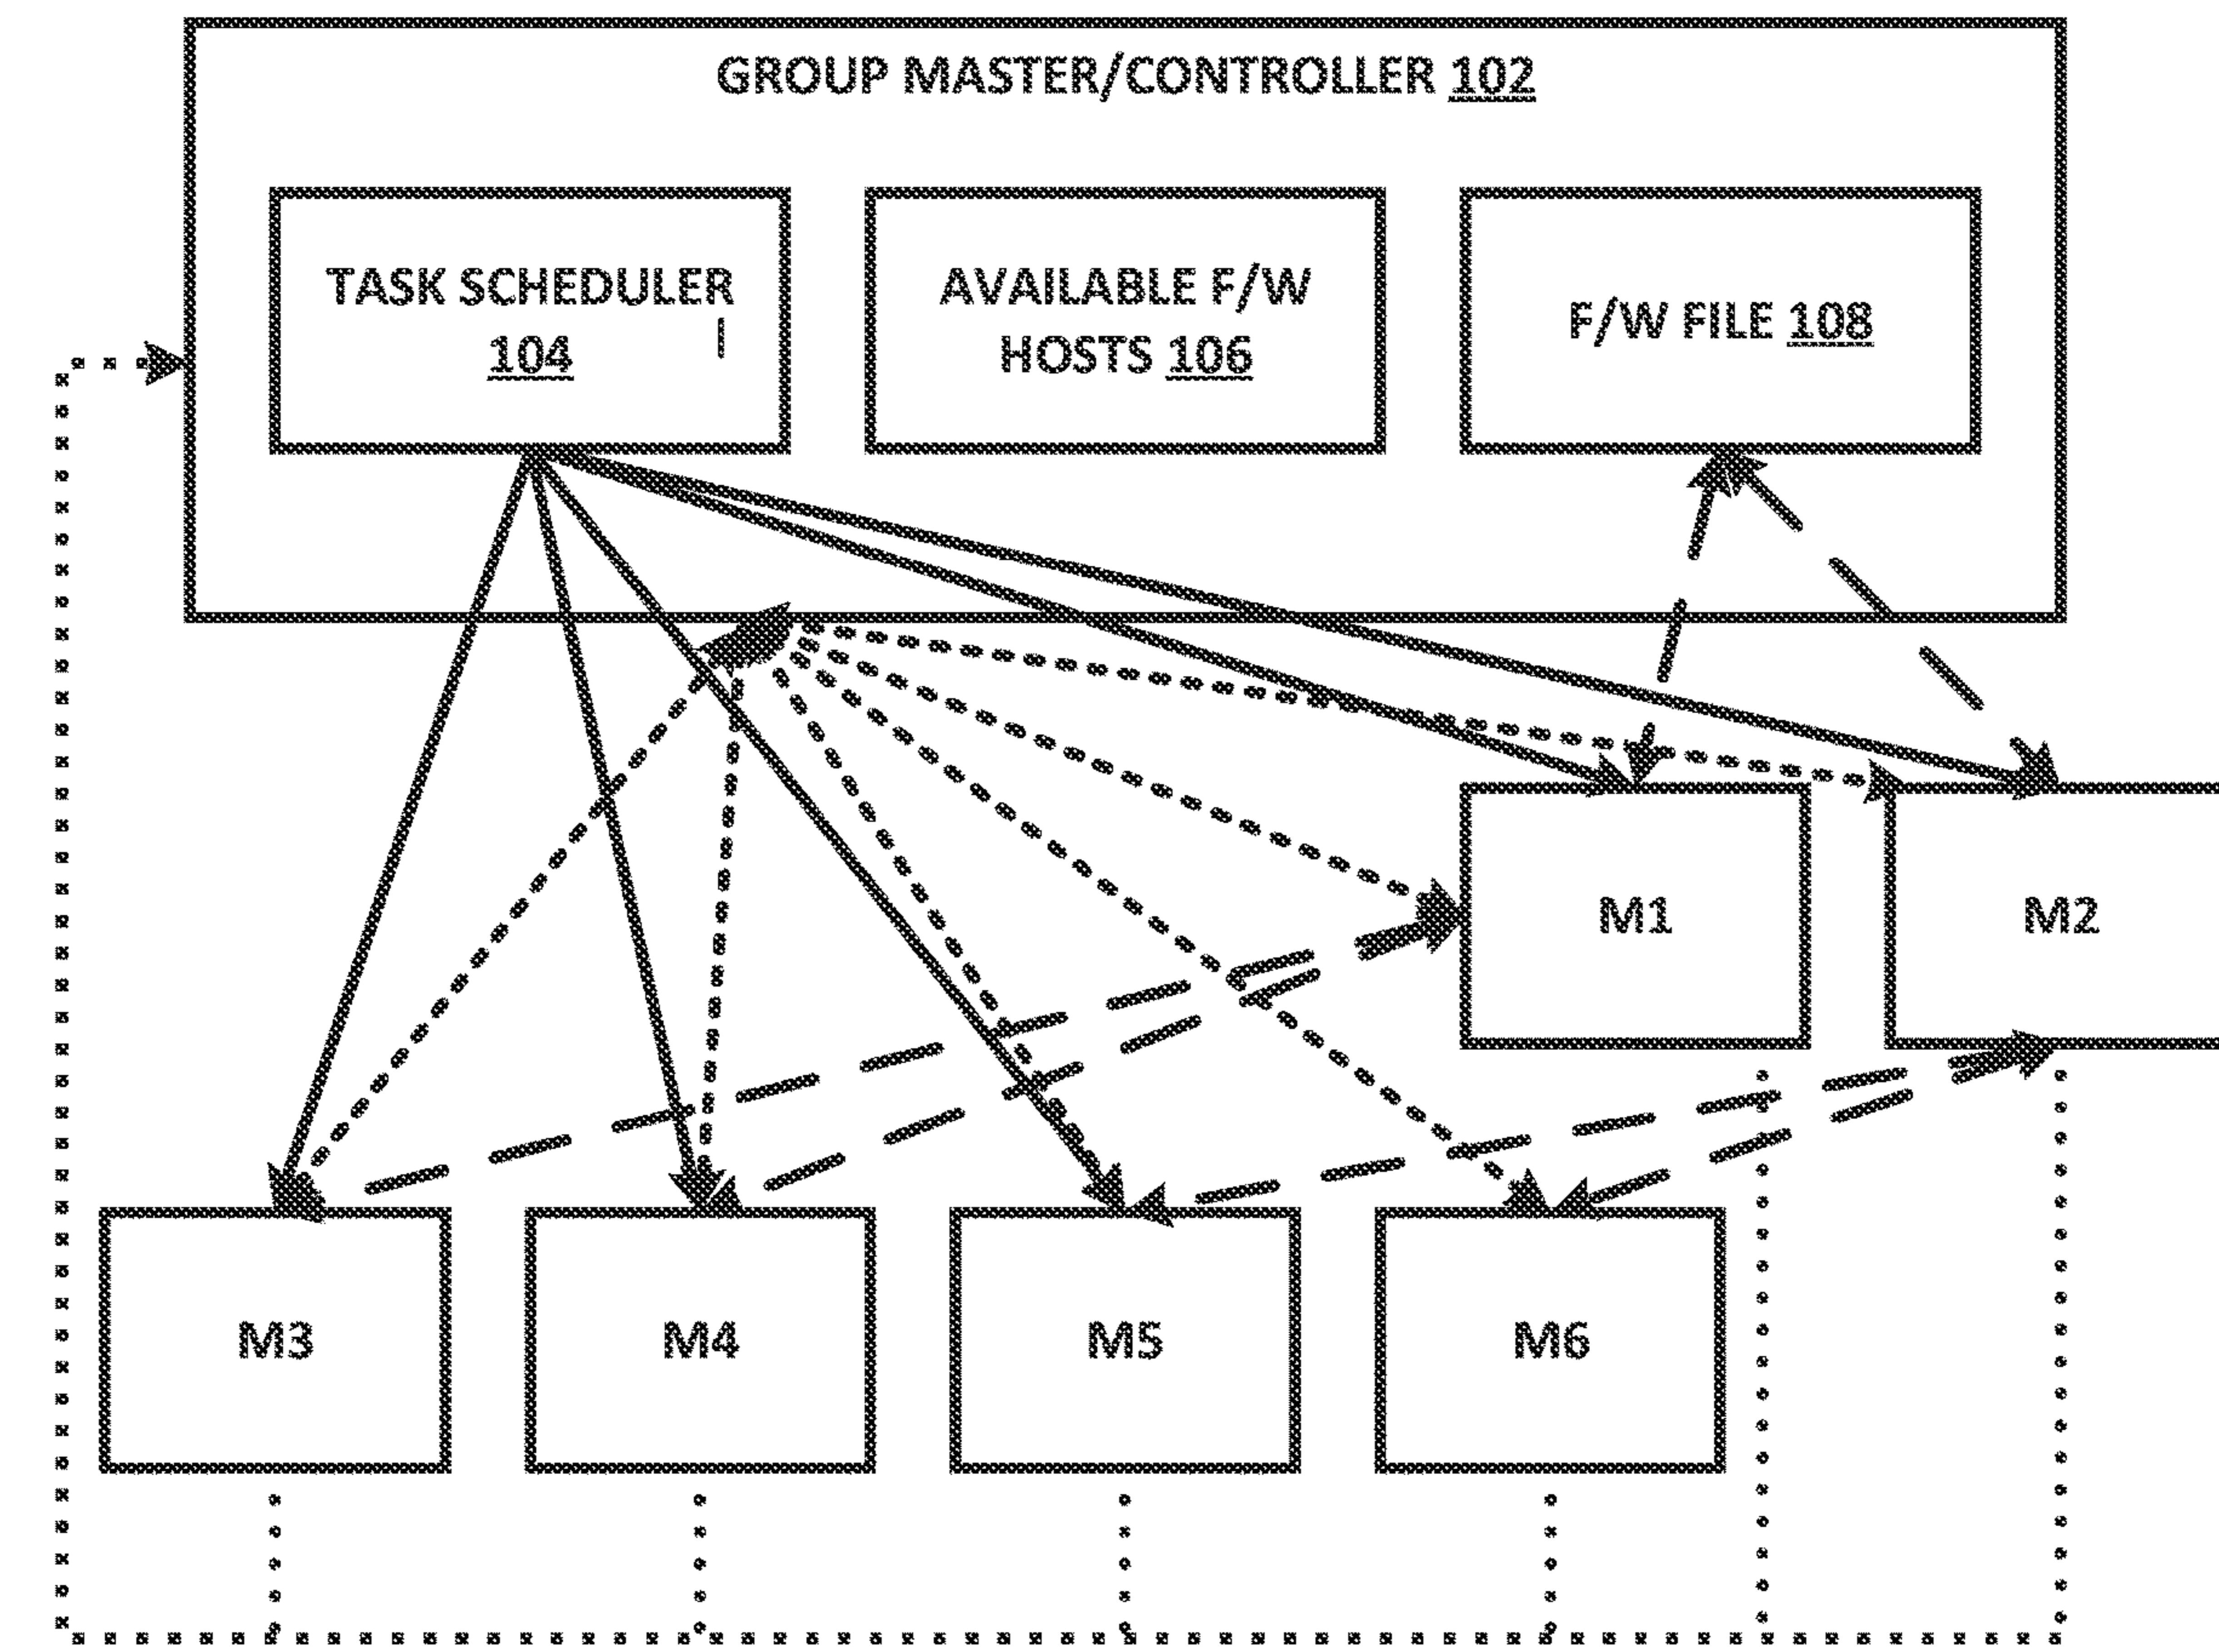 GROUP MASTER/CONTROLLER 102
TASK SCHEDULER
104
AVAILABLE F/W
HOSTS 106
F/W FILE 108
M1
M2
M3
M4
M5
M6